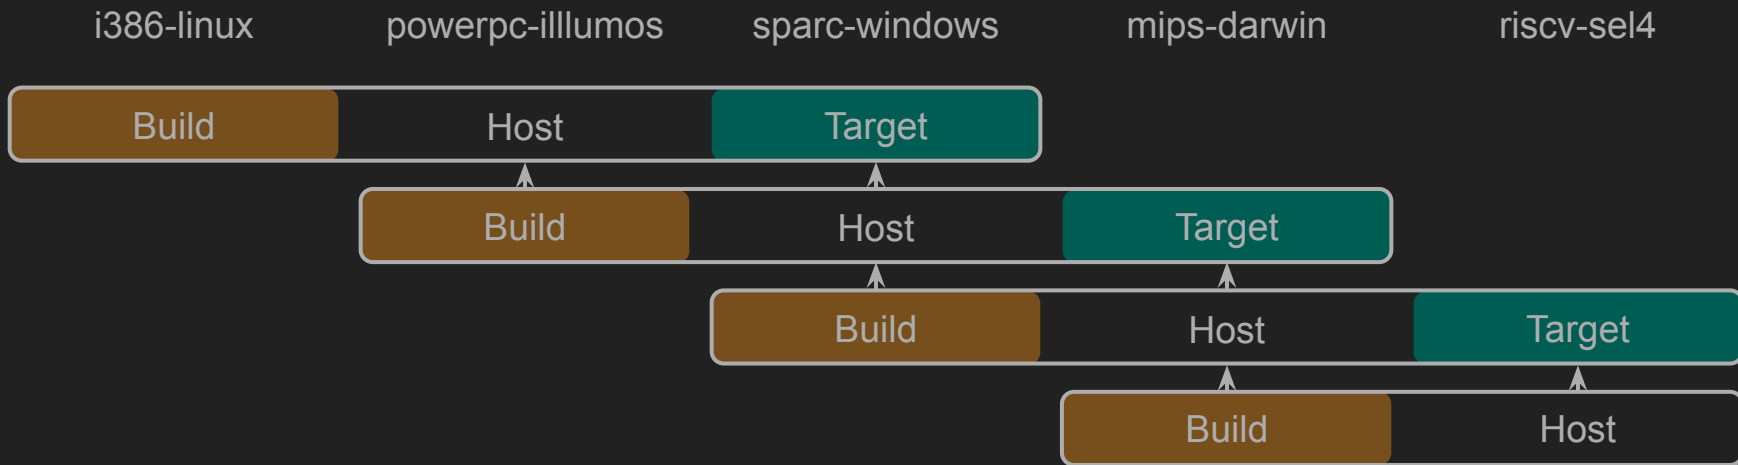 i386-linux powerpc-illlumos sparc-windows mips-darwin riscv-sel4
Build Host Target
Build Host Target
Build Host Target
Build Host